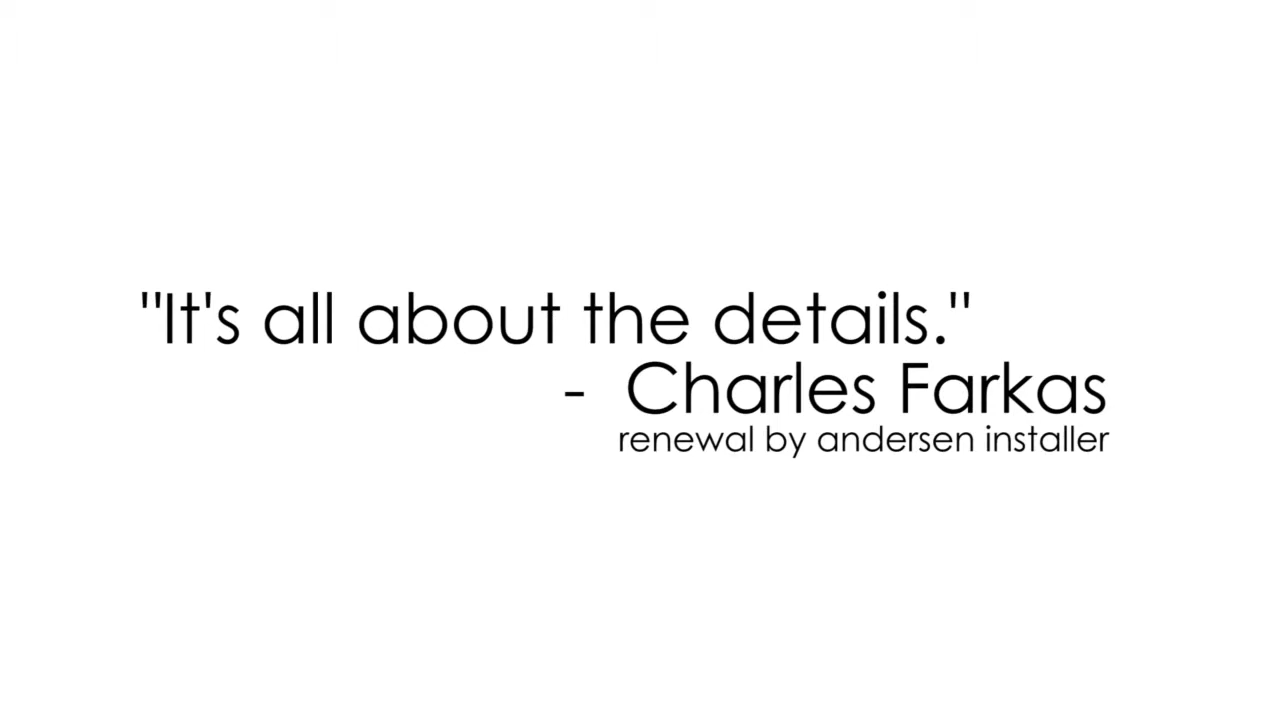 "It's all about the details."
- Charles Farkas
renewal by andersen installer